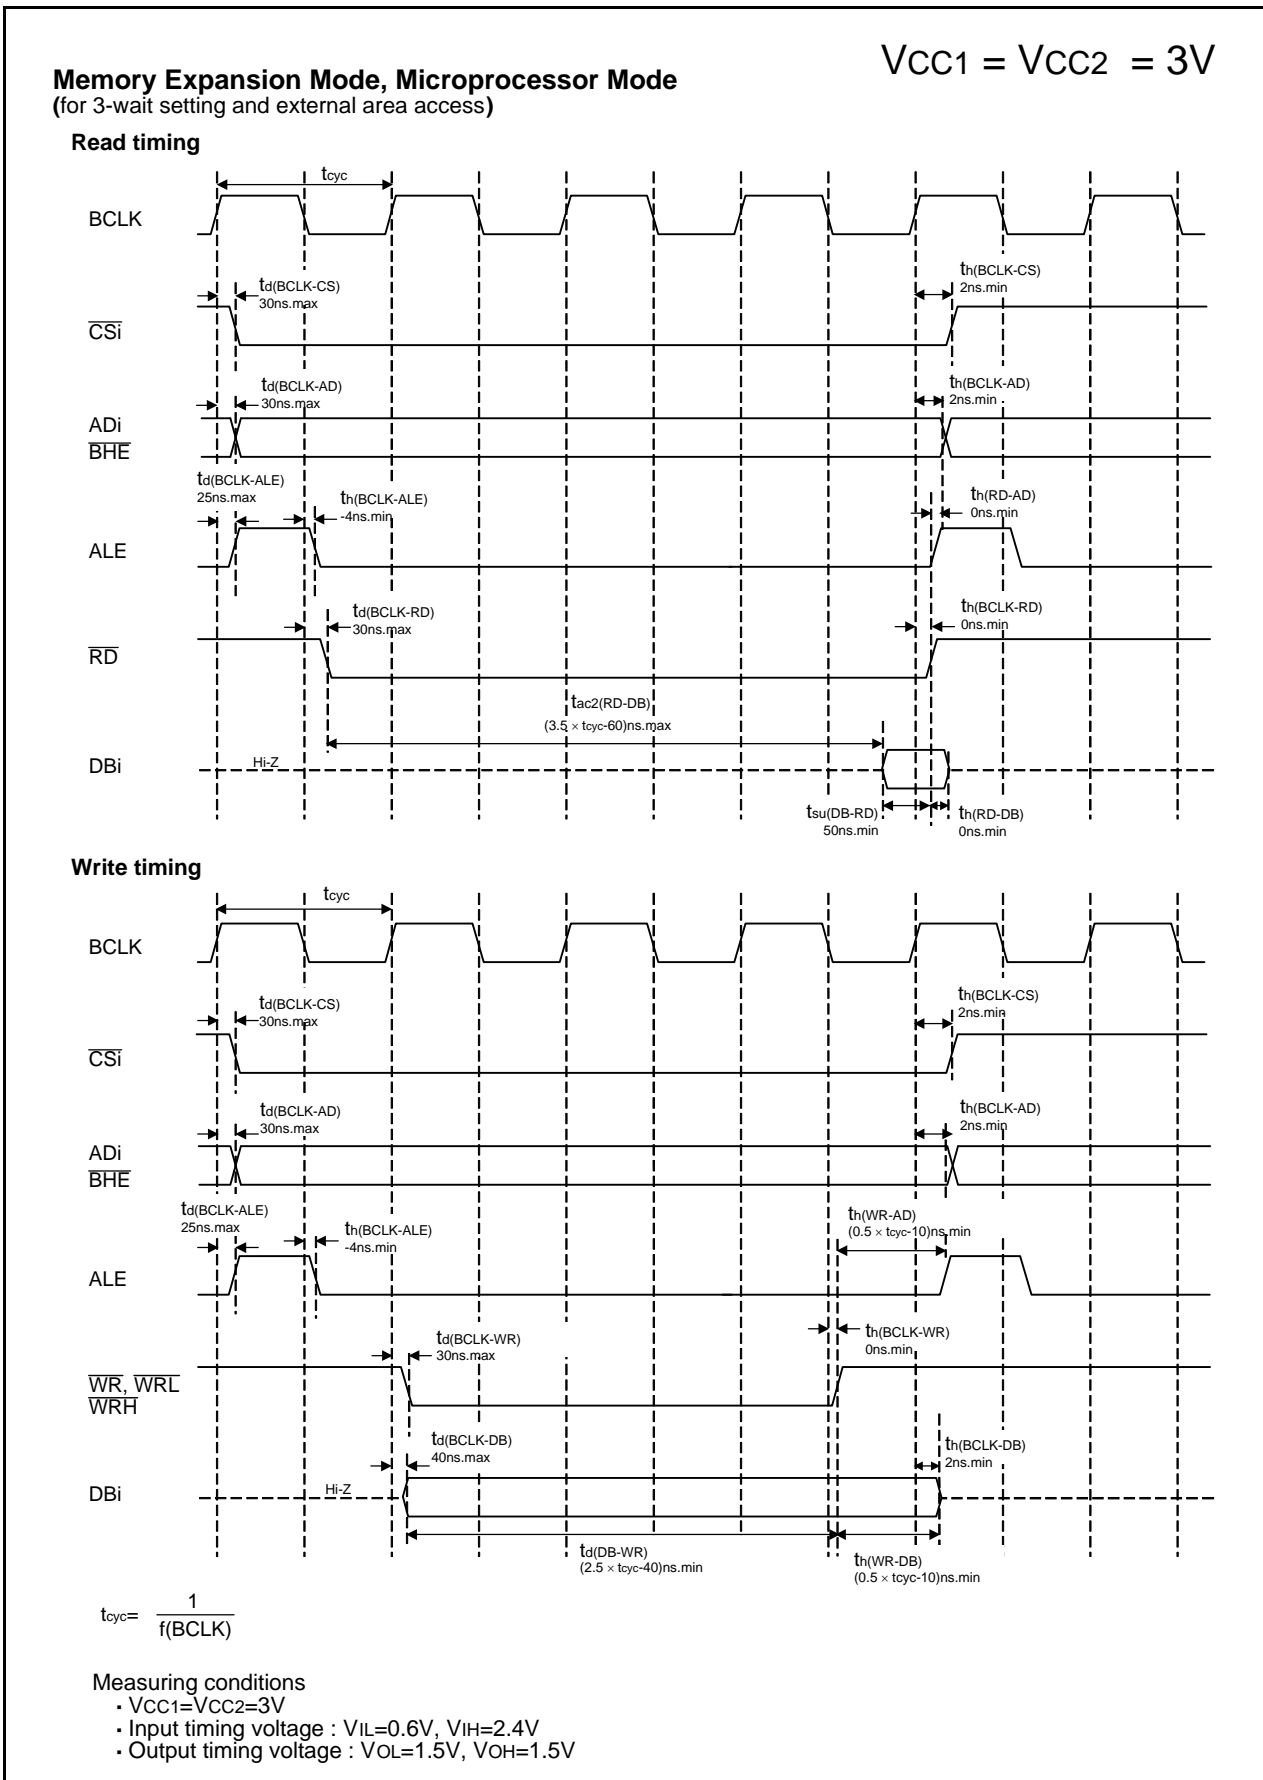 VCC1 = VCC2 = 3V
Memory Expansion Mode, Microprocessor Mode
(for 3-wait setting and external area access)
Read timing
tcyc
BCLK
td(BCLK-CS)
30ns.max
th(BCLK-CS)
2ns.min
CSi
td(BCLK-AD)
30ns.max
th(BCLK-AD)
2ns.min
ADi
BHE
td(BCLK-ALE)
25ns.max
th(BCLK-ALE)
-4ns.min
th(RD-AD)
0ns.min
ALE
td(BCLK-RD)
30ns.max
th(BCLK-RD)
0ns.min
RD
tac2(RD-DB)
(3.5 × tcyc-60)ns.max
DBi
Hi-Z
tsu(DB-RD)
50ns.min
th(RD-DB)
0ns.min
Write timing
tcyc
BCLK
td(BCLK-CS)
30ns.max
th(BCLK-CS)
2ns.min
CSi
td(BCLK-AD)
30ns.max
th(BCLK-AD)
2ns.min
ADi
BHE
td(BCLK-ALE)
25ns.max
th(BCLK-ALE)
-4ns.min
th(WR-AD)
(0.5 × tcyc-10)ns.min
ALE
td(BCLK-WR)
30ns.max
th(BCLK-WR)
0ns.min
WR, WRL
WRH
td(BCLK-DB)
40ns.max
th(BCLK-DB)
2ns.min
DBi
Hi-Z
td(DB-WR)
(2.5 × tcyc-40)ns.min
th(WR-DB)
(0.5 × tcyc-10)ns.min
tcyc= 1
f(BCLK)
Measuring conditions
· VCC1=VCC2=3V
· Input timing voltage : VIL=0.6V, VIH=2.4V
· Output timing voltage : VOL=1.5V, VOH=1.5V